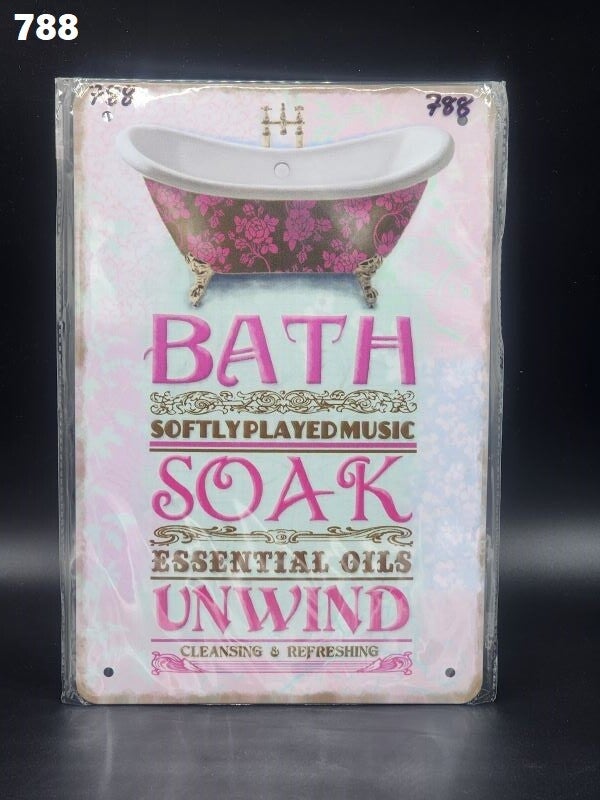 788
788 788
BATH
SOFTLY PLAYED MUSIC
SOAK
ESSENTIAL OILS
UNWIND
CLEANSING & REFRESHING